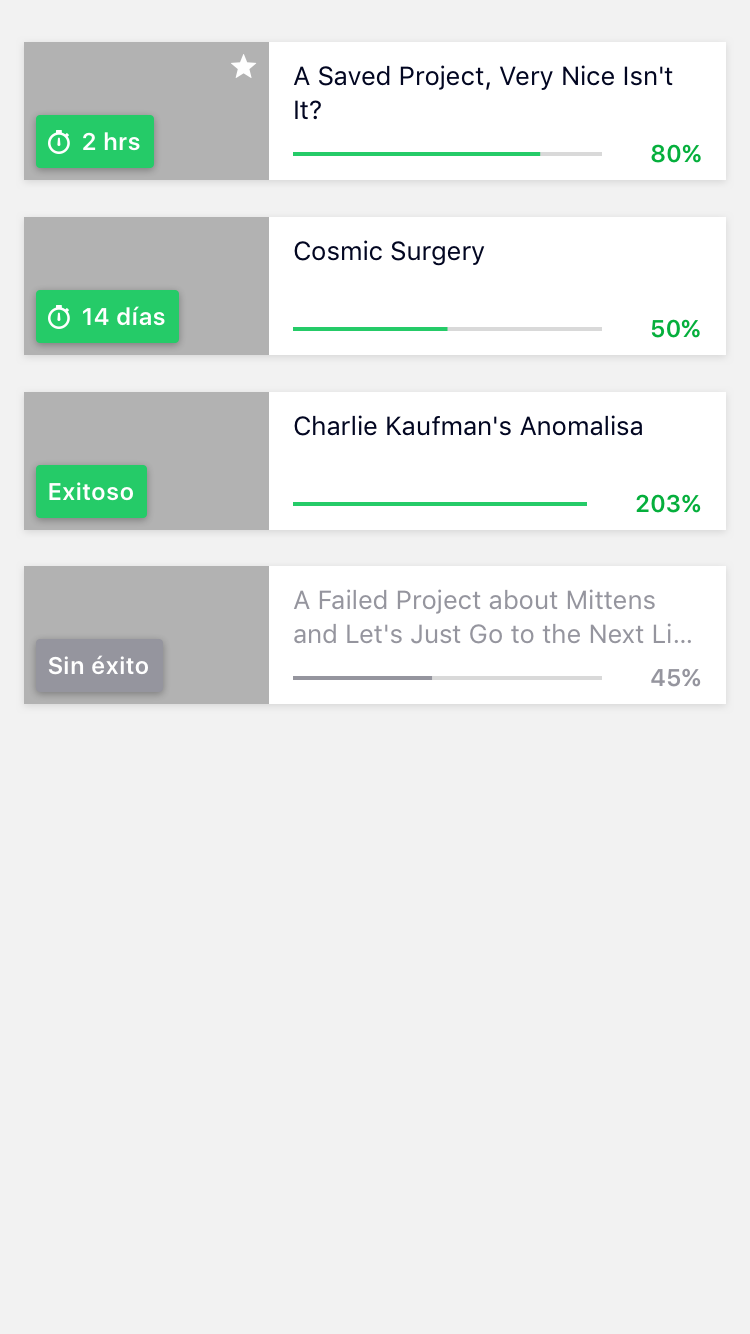 2 hrs
A Saved Project, Very Nice Isn't
It?
80%
14 días
Cosmic Surgery
50%
Exitoso
Charlie Kaufman's Anomalisa
203%
Sin éxito
A Failed Project about Mittens
and Let's Just Go to the Next Li...
45%